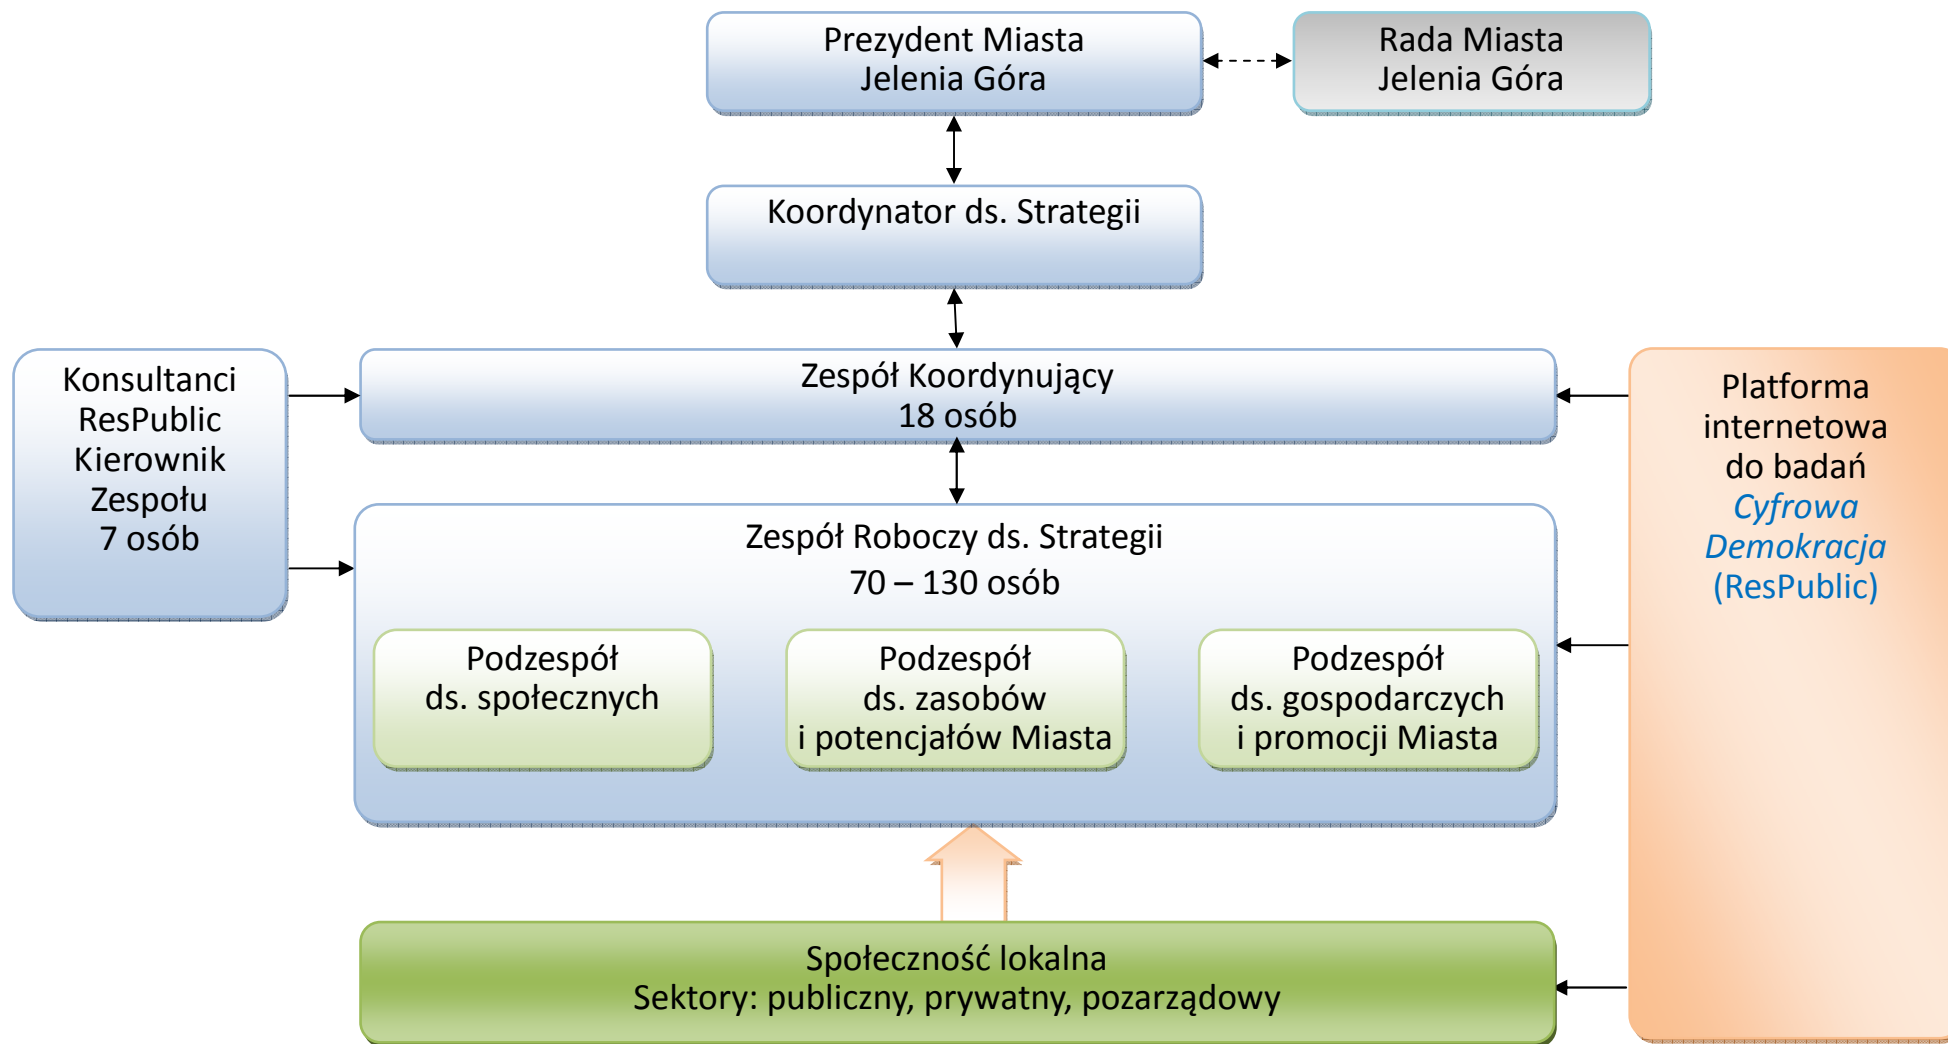 Prezydent Miasta
Jelenia Góra
Rada Miasta
Jelenia Góra
Koordynator ds. Strategii
Konsultanci
ResPublic
Kierownik
Zespołu
7 osób
Zespół Koordynujący
18 osób
Platforma
internetowa
do badań
Cyfrowa
Demokracja
(ResPublic)
Zespół Roboczy ds. Strategii
70 – 130 osób
Podzespół
ds. społecznych
Podzespół
ds. zasobów
i potencjałów Miasta
Podzespół
ds. gospodarczych
i promocji Miasta
Społeczność lokalna
Sektory: publiczny, prywatny, pozarządowy